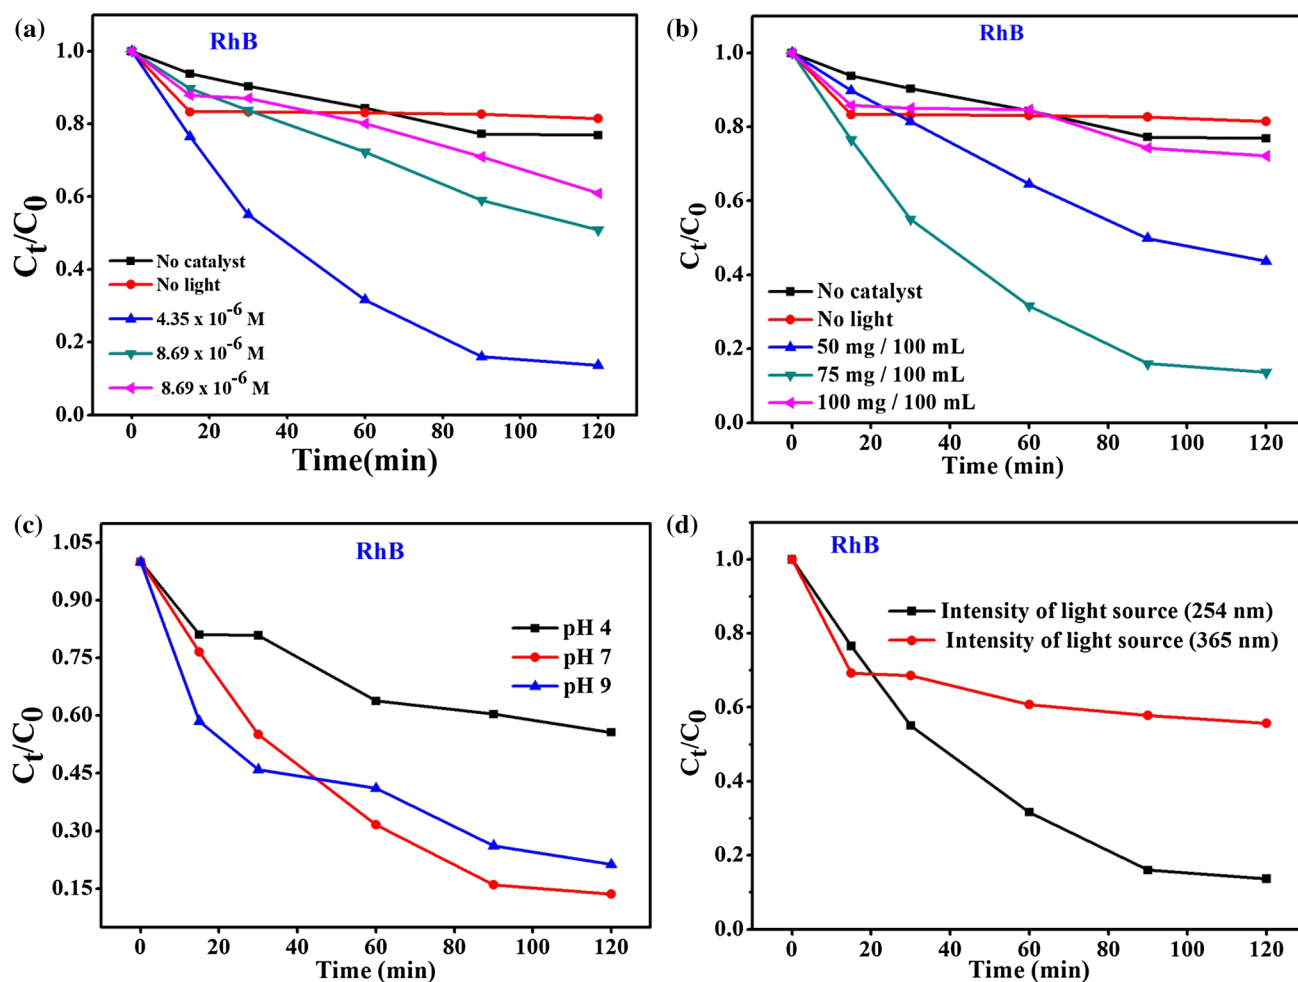 (a)
RhB
1.0
0.8
0.6
0.4
0.2
0.0
Ct/C0
No catalyst
No light
4.35 x 10-6 M
8.69 x 10-6 M
8.69 x 10-6 M
0 20 40 60 80 100 120
Time(min)
(b)
RhB
1.0
0.8
0.6
0.4
0.2
0.0
Ct/C0
No catalyst
No light
50 mg / 100 mL
75 mg / 100 mL
100 mg / 100 mL
0 20 40 60 80 100 120
Time (min)
(c)
RhB
1.05
0.90
0.75
0.60
0.45
0.30
0.15
Ct/C0
pH 4
pH 7
pH 9
0 20 40 60 80 100 120
Time (min)
(d)
RhB
1.0
0.8
0.6
0.4
0.2
0.0
Ct/C0
Intensity of light source (254 nm)
Intensity of light source (365 nm)
0 20 40 60 80 100 120
Time (min)